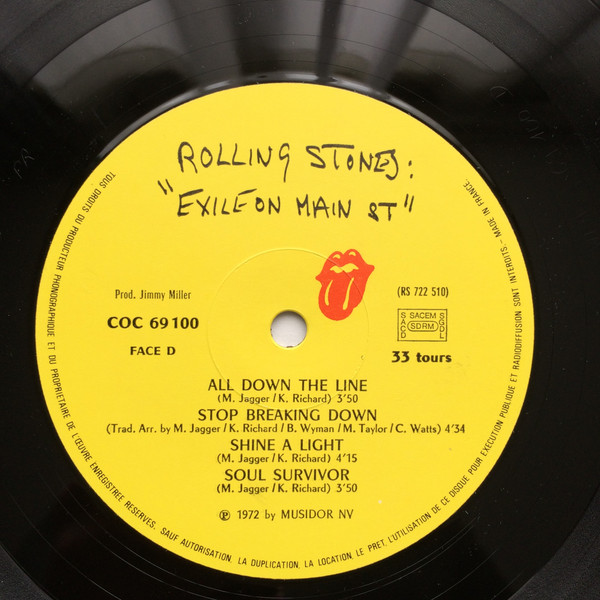 ROLLING STONES:
"EXILE ON MAIN ST"
Prod. Jimmy Miller
COC 69100
FACE D
(RS 722 510)
SACD
SACEM
SDRM
SGDL
33 tours
ALL DOWN THE LINE
(M. Jagger/K. Richard) 3'50
STOP BREAKING DOWN
(Trad. Arr. by M. Jagger/K. Richard/B. Wyman/M. Taylor/C. Watts) 4'34
SHINE A LIGHT
(M. Jagger/K. Richard) 4'15
SOUL SURVIVOR
(M. Jagger/K. Richard) 3'50
℗ 1972 by MUSIDOR NV
TOUS DROITS DU PRODUCTEUR PHONOGRAPHIQUE ET DU PROPRIETAIRE DE L'ŒUVRE ENREGISTREE RESERVES. SAUF AUTORISATION, LA DUPLICATION, LA LOCATION, LE PRET, L'UTILISATION DE CE DISQUE POUR EXECUTION PUBLIQUE ET RADIODIFFUSION SONT INTERDITS. - MADE IN FRANCE.